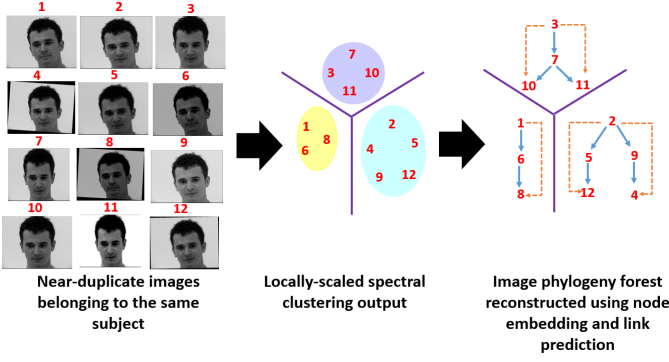 1 2 3
4 5 6
7 8 9
10 11 12
7
3 10
11
1
8
6
2
4 5
9 12
3
7
10 11
1 2
6 5 9
8 12 4
Near-duplicate images
belonging to the same
subject
Locally-scaled spectral
clustering output
Image phylogeny forest
reconstructed using node
embedding and link
prediction